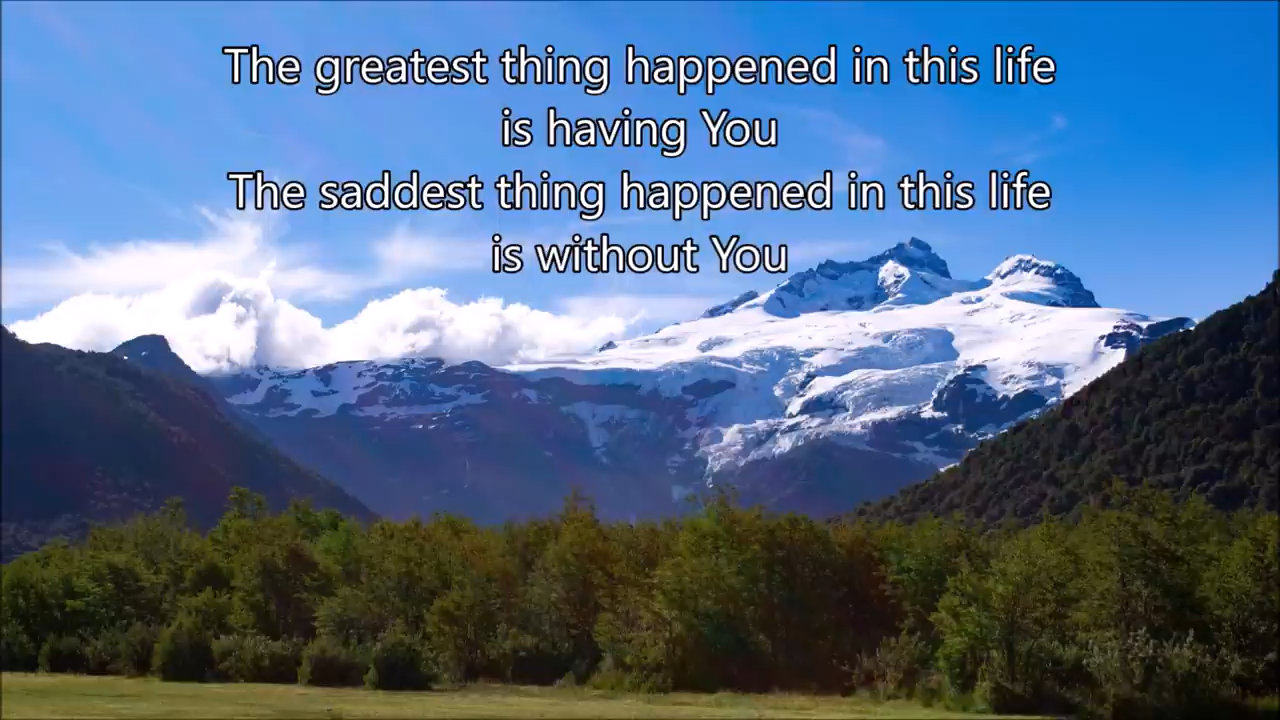 The greatest thing happened in this life
is having You
The saddest thing happened in this life
is without You